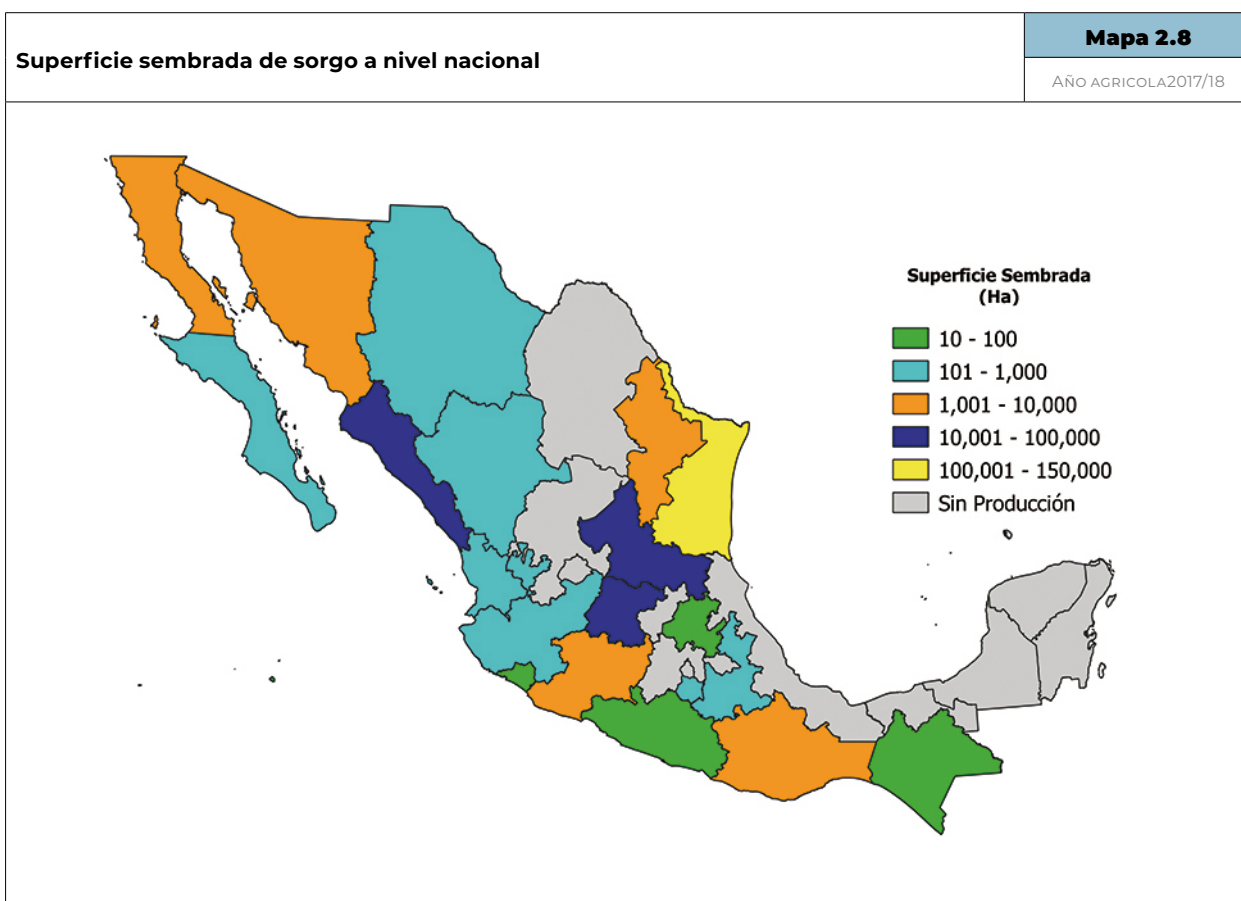 Superficie sembrada de sorgo a nivel nacional
Mapa 2.8
AÑO AGRICOLA2017/18
Superficie Sembrada
(Ha)
10 - 100
101 - 1,000
1,001 - 10,000
10,001 - 100,000
100,001 - 150,000
Sin Producción